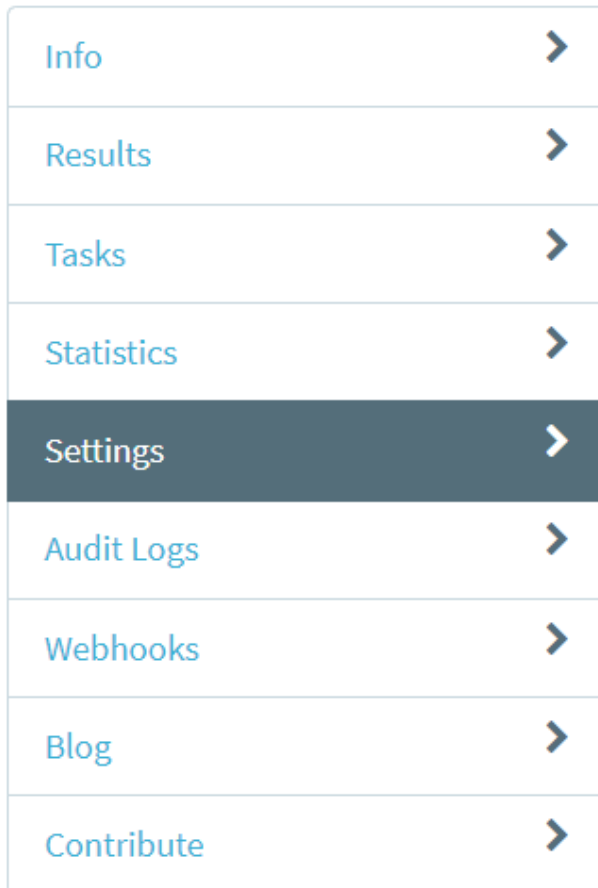 Info
Results
Tasks
Statistics
Settings
Audit Logs
Webhooks
Blog
Contribute